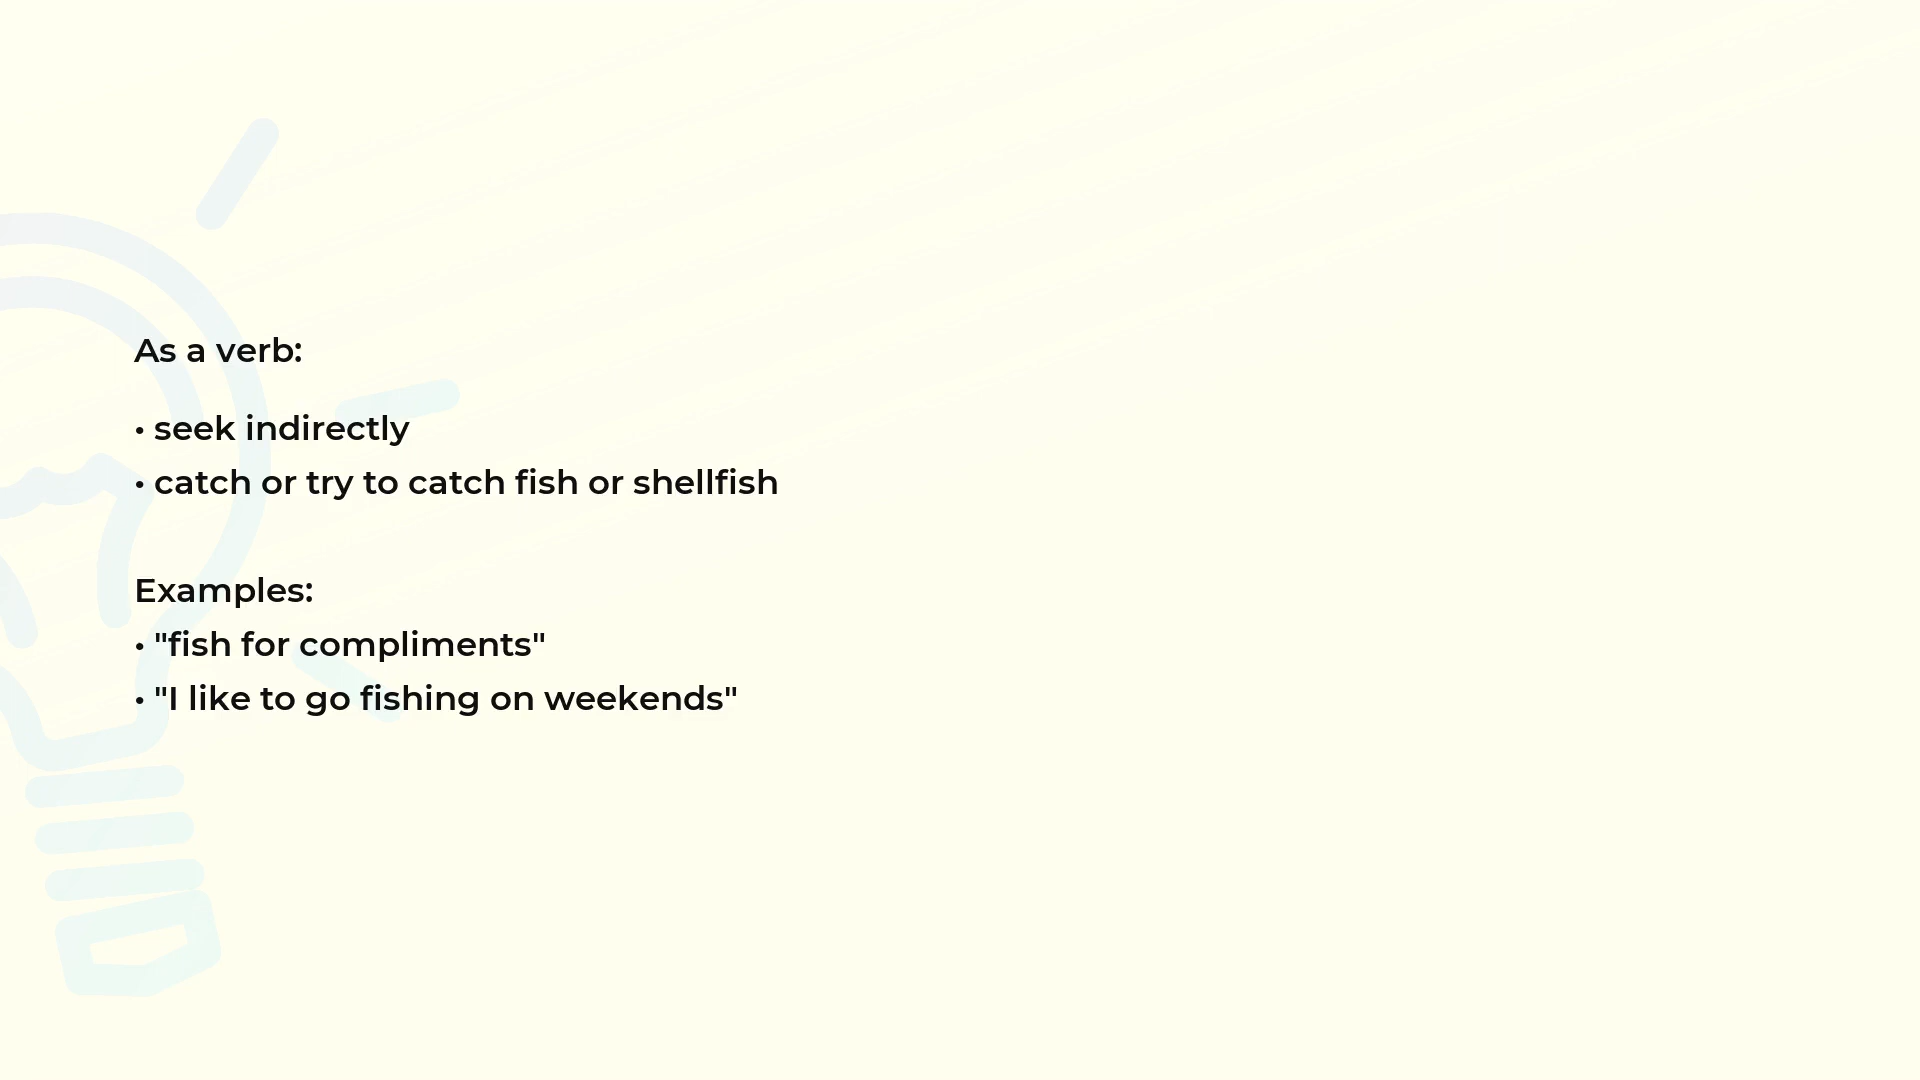 As a verb:
• seek indirectly
• catch or try to catch fish or shellfish
Examples:
• "fish for compliments"
• "I like to go fishing on weekends"